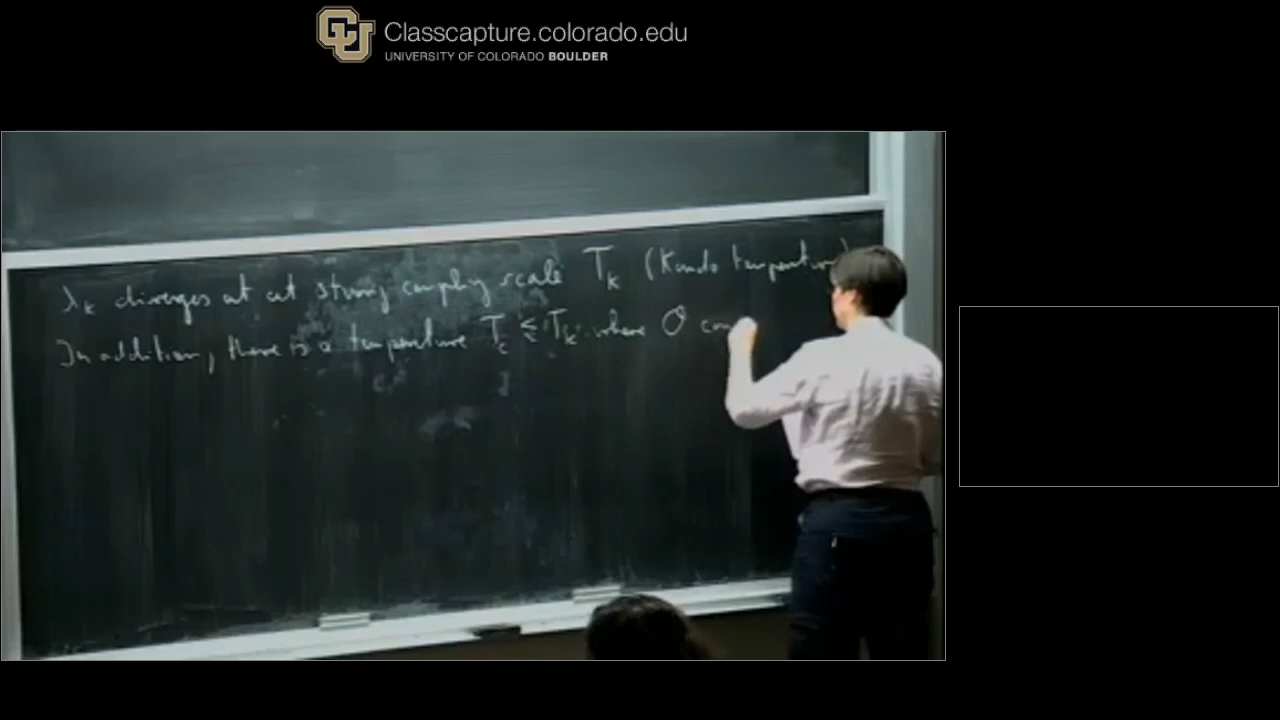 CU Classcapture.colorado.edu
UNIVERSITY OF COLORADO BOULDER
λ_k diverges at at strong coupling scale T_k (Kondo temperature)
In addition, there is a temperature T_c ≲ T_k where O con